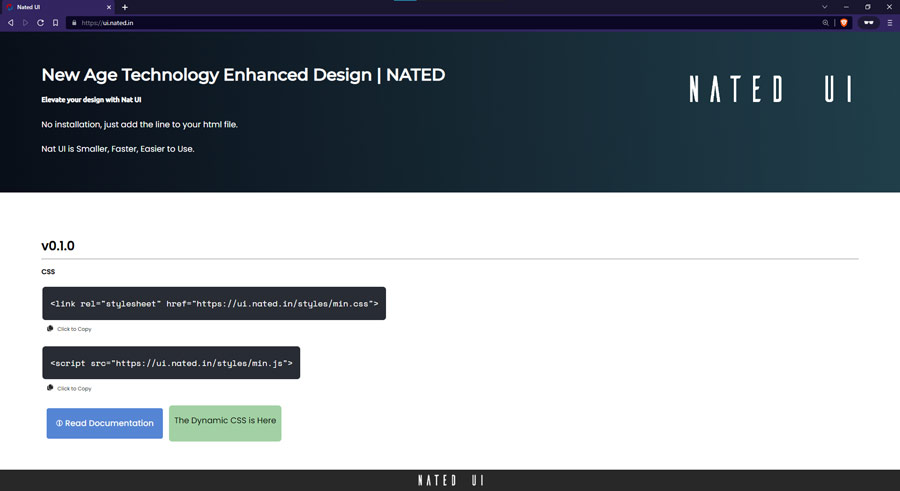 Nated UI
https://ui.nated.in
New Age Technology Enhanced Design | NATED
Elevate your design with Nat UI
No installation, just add the line to your html file.
Nat UI is Smaller, Faster, Easier to Use.
NATED UI
v0.1.0
CSS
<link rel="stylesheet" href="https://ui.nated.in/styles/min.css">
Click to Copy
<script src="https://ui.nated.in/styles/min.js">
Click to Copy
Read Documentation
The Dynamic CSS is Here
NATED UI